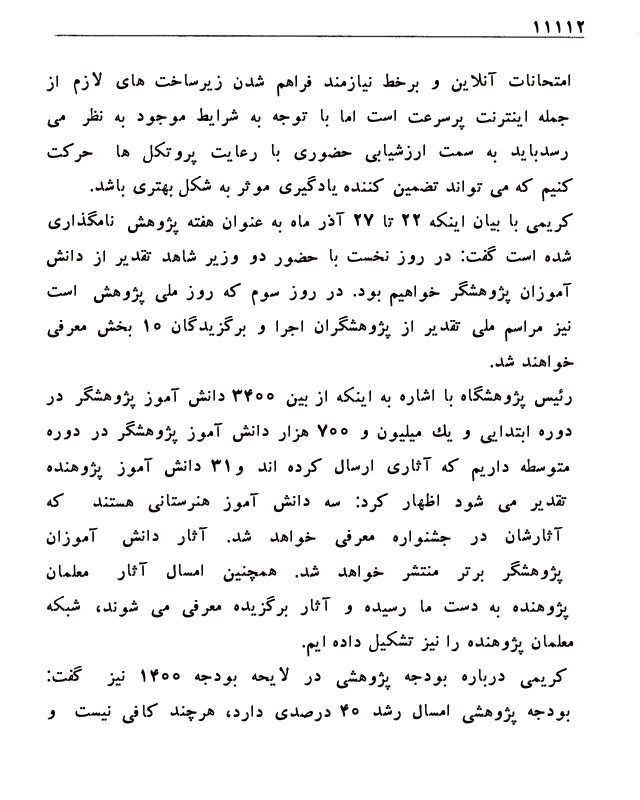 ۱۱۱۱۲
امتحانات آنلاین و برخط نیازمند فراهم شدن زیرساخت های لازم از
جمله اینترنت پرسرعت است اما با توجه به شرایط موجود به نظر می
رسدباید به سمت ارزشیابی حضوری با رعایت پروتکل ها حرکت
کنیم که می تواند تضمین کننده یادگیری موثر به شکل بهتری باشد.
کریمی با بیان اینکه ۲۲ تا ۲۷ آذر ماه به عنوان هفته پژوهش نامگذاری
شده است گفت: در روز نخست با حضور دو وزیر شاهد تقدیر از دانش
آموزان پژوهشگر خواهیم بود. در روز سوم که روز ملی پژوهش است
نیز مراسم ملی تقدیر از پژوهشگران اجرا و برگزیدگان ۱۰ بخش معرفی
خواهند شد.
رئیس پژوهشگاه با اشاره به اینکه از بین ۳۴۰۰ دانش آموز پژوهشگر در
دوره ابتدایی و یك میلیون و ۷۰۰ هزار دانش آموز پژوهشگر در دوره
متوسطه داریم که آثاری ارسال کرده اند و۳۱ دانش آموز پژوهنده
تقدیر می شود اظهار کرد: سه دانش آموز هنرستانی هستند که
آثارشان در جشنواره معرفی خواهد شد. آثار دانش آموزان
پژوهشگر برتر منتشر خواهد شد. همچنین امسال آثار معلمان
پژوهنده به دست ما رسیده و آثار برگزیده معرفی می شوند، شبکه
معلمان پژوهنده را نیز تشکیل داده ایم.
کریمی درباره بودجه پژوهشی در لایحه بودجه ۱۴۰۰ نیز گفت:
بودجه پژوهشی امسال رشد ۴۰ درصدی دارد، هرچند کافی نیست و